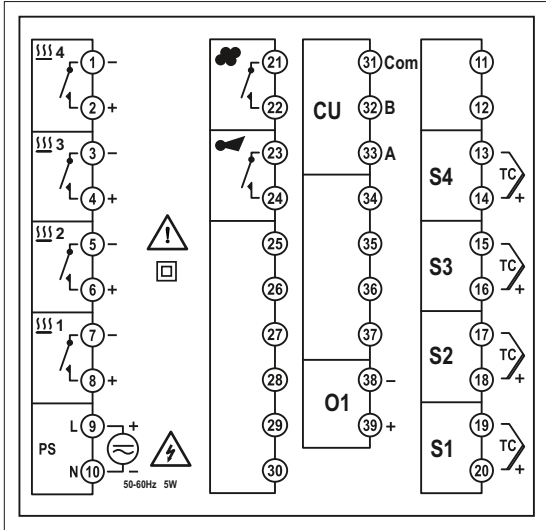 4 1 − 21 31 Com 11
2 + 22 CU 32 B 12
3 3 − 23 33 A 13
4 + 24 34 S4 14 TC +
2 5 − 25 35 15
6 + 26 36 S3 16 TC +
1 7 − 27 37 17
8 + 28 38 − S2 18 TC +
PS L 9 + 29 O1 39 + S1 19 TC
N 10 − 30 20 +
50-60Hz 5W